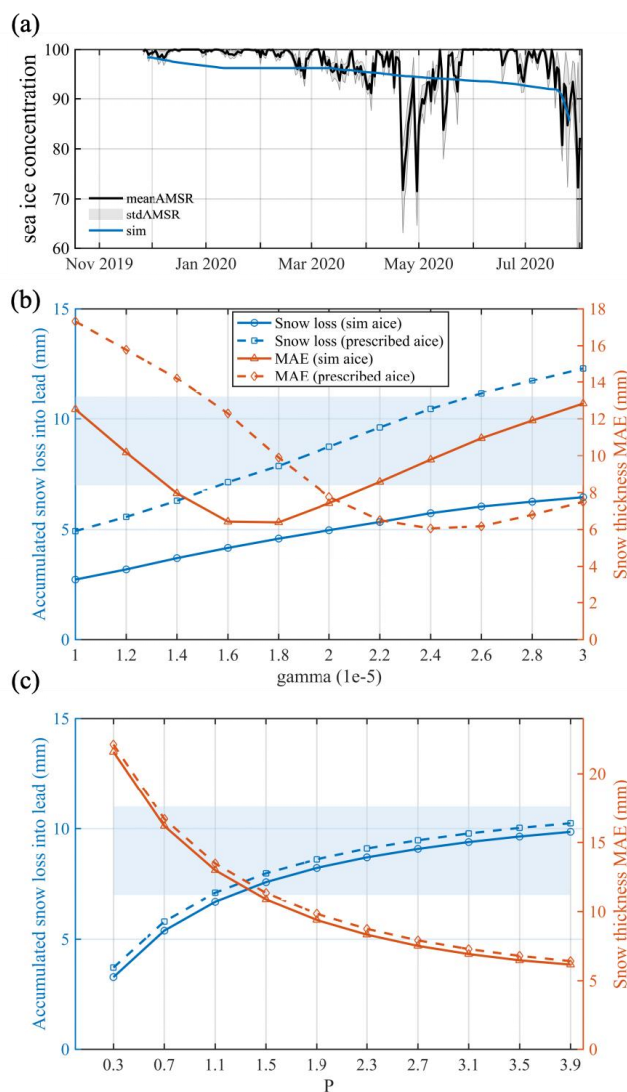 (a)
sea ice concentration
100
90
80
70
60
meanAMSR
stdAMSR
sim
Nov 2019 Jan 2020 Mar 2020 May 2020 Jul 2020
(b)
Accumulated snow loss into lead (mm)
15
10
5
0
Snow loss (sim aice)
Snow loss (prescribed aice)
MAE (sim aice)
MAE (prescribed aice)
18
16
14
12
10
8
6
4
2
0
Snow thickness MAE (mm)
1 1.2 1.4 1.6 1.8 2 2.2 2.4 2.6 2.8 3
gamma (1e-5)
(c)
Accumulated snow loss into lead (mm)
15
10
5
0
20
15
10
5
0
Snow thickness MAE (mm)
0.3 0.7 1.1 1.5 1.9 2.3 2.7 3.1 3.5 3.9
P